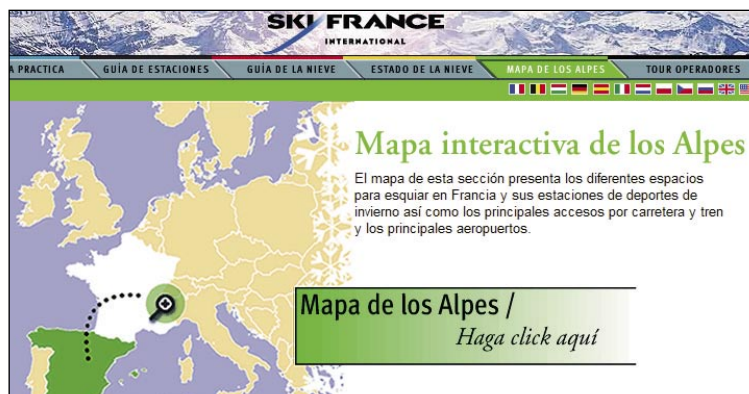 SKI FRANCE
INTERNATIONAL
A PRACTICA GUÍA DE ESTACIONES GUÍA DE LA NIEVE ESTADO DE LA NIEVE MAPA DE LOS ALPES TOUR OPERADORES
Mapa interactiva de los Alpes
El mapa de esta sección presenta los diferentes espacios
para esquiar en Francia y sus estaciones de deportes de
invierno así como los principales accesos por carretera y tren
y los principales aeropuertos.
Mapa de los Alpes /
Haga click aquí